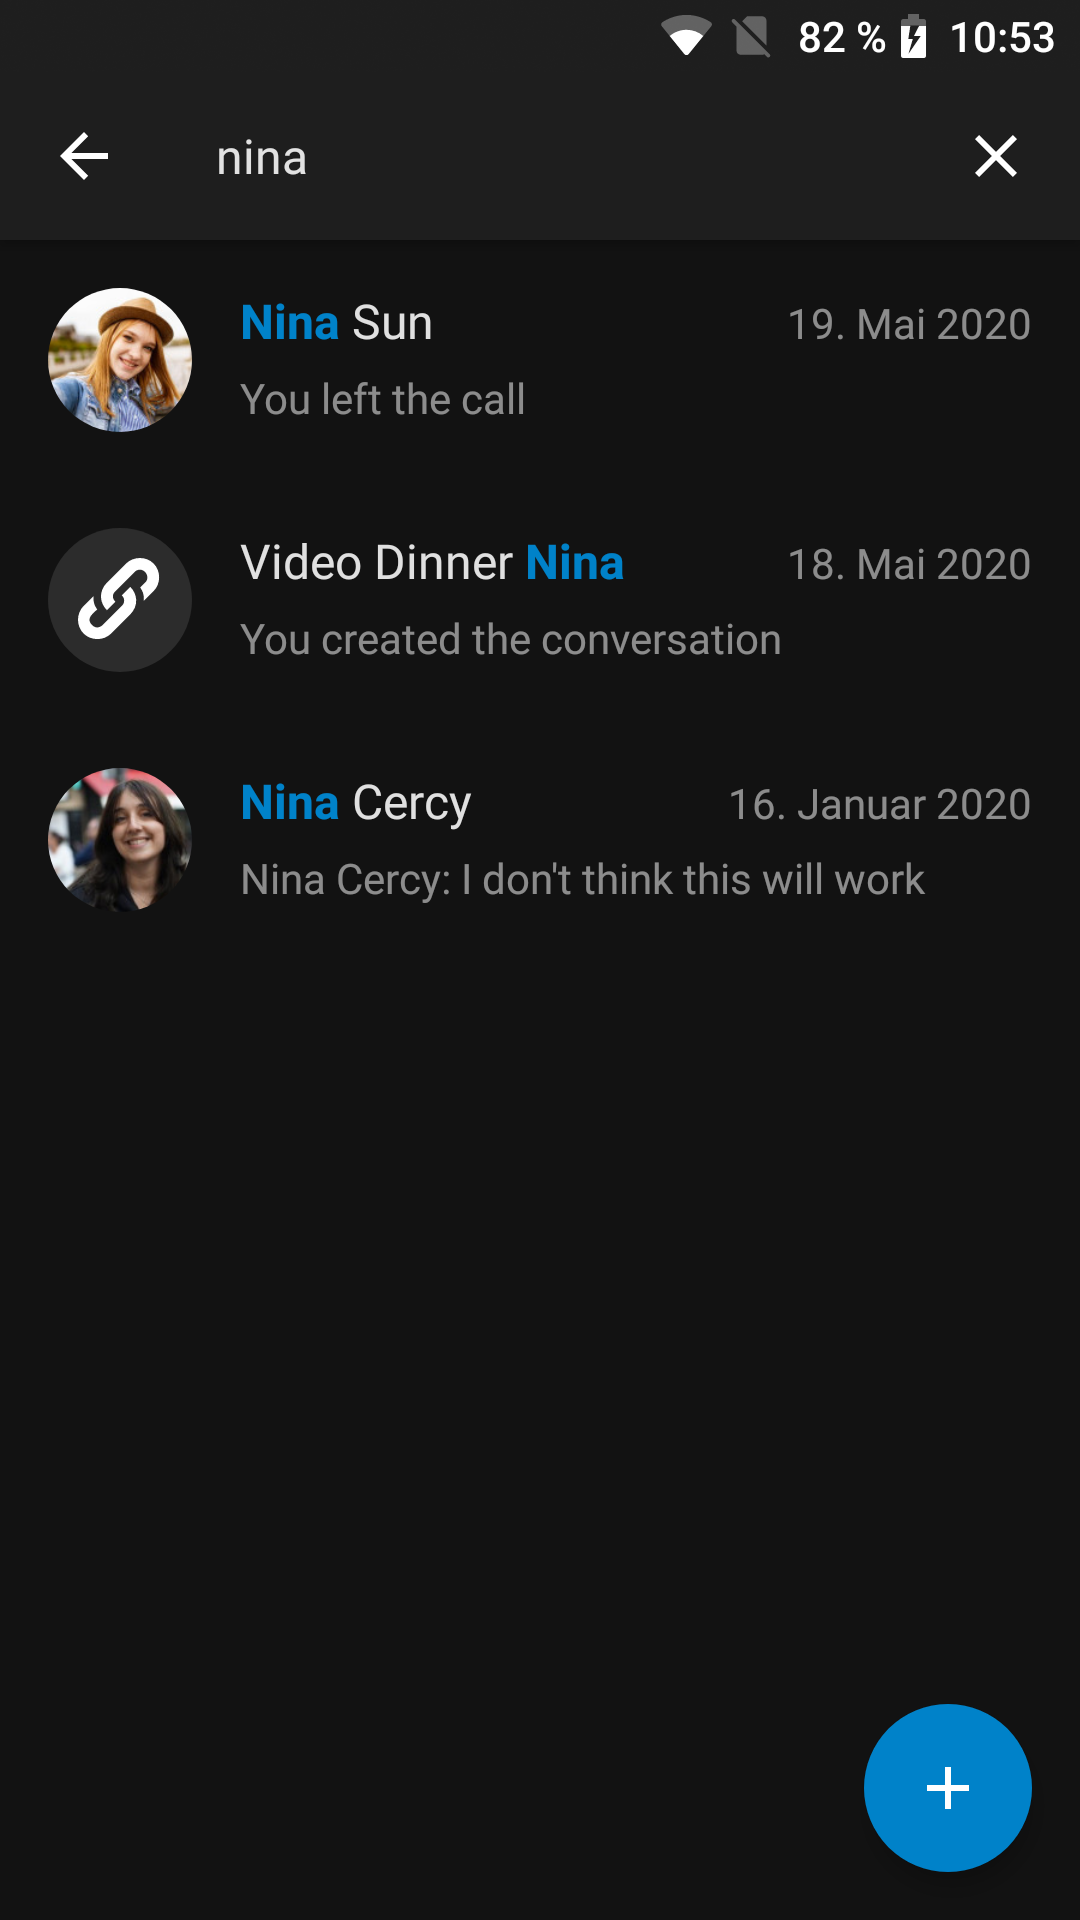 82 % 10:53
nina
Nina Sun 19. Mai 2020
You left the call
Video Dinner Nina 18. Mai 2020
You created the conversation
Nina Cercy 16. Januar 2020
Nina Cercy: I don't think this will work